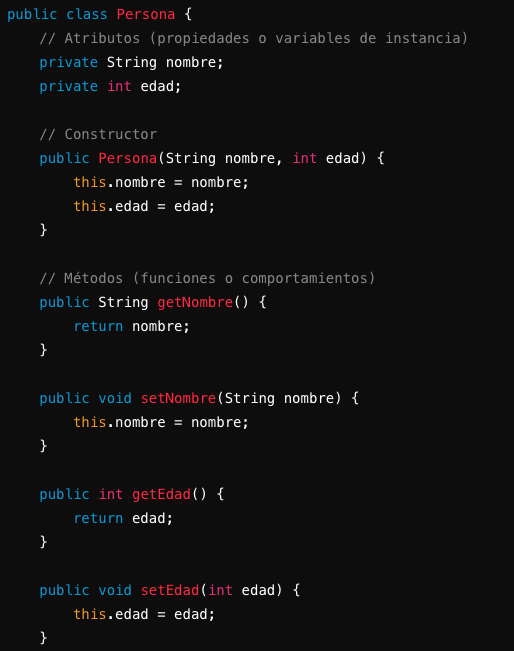 public class Persona {
    // Atributos (propiedades o variables de instancia)
    private String nombre;
    private int edad;

    // Constructor
    public Persona(String nombre, int edad) {
        this.nombre = nombre;
        this.edad = edad;
    }

    // Métodos (funciones o comportamientos)
    public String getNombre() {
        return nombre;
    }

    public void setNombre(String nombre) {
        this.nombre = nombre;
    }

    public int getEdad() {
        return edad;
    }

    public void setEdad(int edad) {
        this.edad = edad;
    }